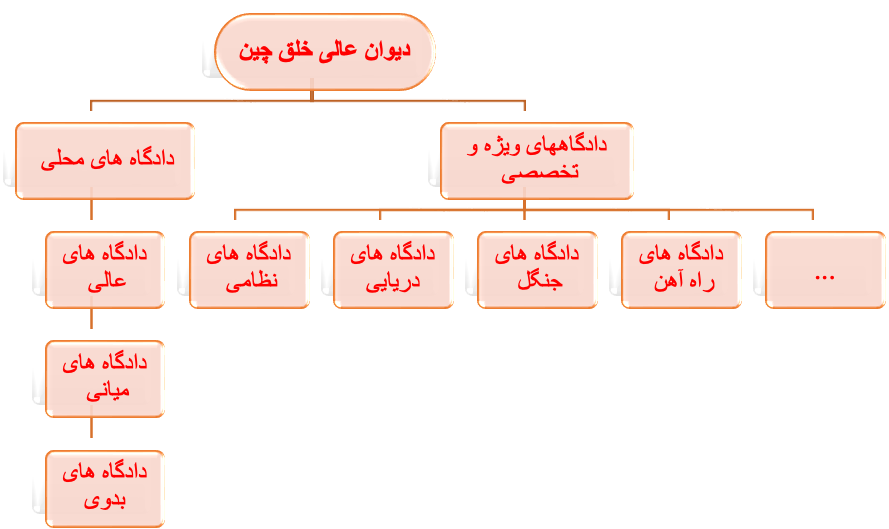 دیوان عالی خلق چین
دادگاههای ویژه و
تخصصی
دادگاه های محلی
...
دادگاه های
راه آهن
دادگاه های
جنگل
دادگاه های
دریایی
دادگاه های
نظامی
دادگاه های
عالی
دادگاه های
میانی
دادگاه های
بدوی